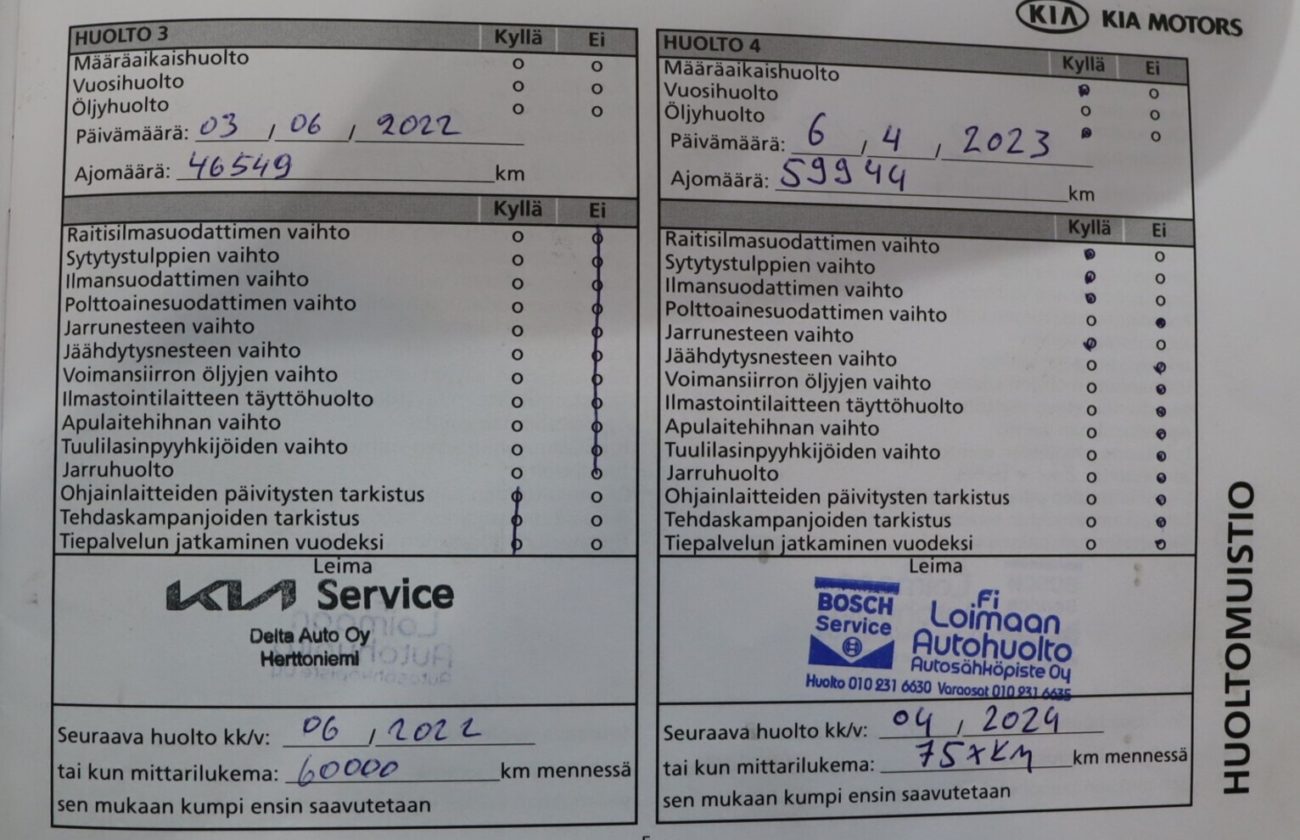 KIA KIA MOTORS
HUOLTO 3 Kyllä Ei
Määräaikaishuolto
Vuosihuolto
Öljyhuolto
Päivämäärä: 03 / 06 / 2022
Ajomäärä: 46549 km
Kyllä Ei
Raitisilmasuodattimen vaihto
Sytytystulppien vaihto
Ilmansuodattimen vaihto
Polttoainesuodattimen vaihto
Jarrunesteen vaihto
Jäähdytysnesteen vaihto
Voimansiirron öljyjen vaihto
Ilmastointilaitteen täyttöhuolto
Apulaitehihnan vaihto
Tuulilasinpyyhkijöiden vaihto
Jarruhuolto
Ohjainlaitteiden päivitysten tarkistus
Tehdaskampanjoiden tarkistus
Tiepalvelun jatkaminen vuodeksi
Leima
KIA Service
Delta Auto Oy
Herttoniemi
Seuraava huolto kk/v: 06 / 2022
tai kun mittarilukema: 60000 km mennessä
sen mukaan kumpi ensin saavutetaan
HUOLTO 4 Kyllä Ei
Määräaikaishuolto
Vuosihuolto
Öljyhuolto
Päivämäärä: 6 / 4 / 2023
Ajomäärä: 59944 km
Kyllä Ei
Raitisilmasuodattimen vaihto
Sytytystulppien vaihto
Ilmansuodattimen vaihto
Polttoainesuodattimen vaihto
Jarrunesteen vaihto
Jäähdytysnesteen vaihto
Voimansiirron öljyjen vaihto
Ilmastointilaitteen täyttöhuolto
Apulaitehihnan vaihto
Tuulilasinpyyhkijöiden vaihto
Jarruhuolto
Ohjainlaitteiden päivitysten tarkistus
Tehdaskampanjoiden tarkistus
Tiepalvelun jatkaminen vuodeksi
Leima
BOSCH
Service
Fi
Loimaan
Autohuolto
Autosähköpiste Oy
Huolto 010 231 6630 Varaosat 010 231 6635
Seuraava huolto kk/v: 04 / 2024
tai kun mittarilukema: 75 km mennessä
sen mukaan kumpi ensin saavutetaan
HUOLTOMUISTIO